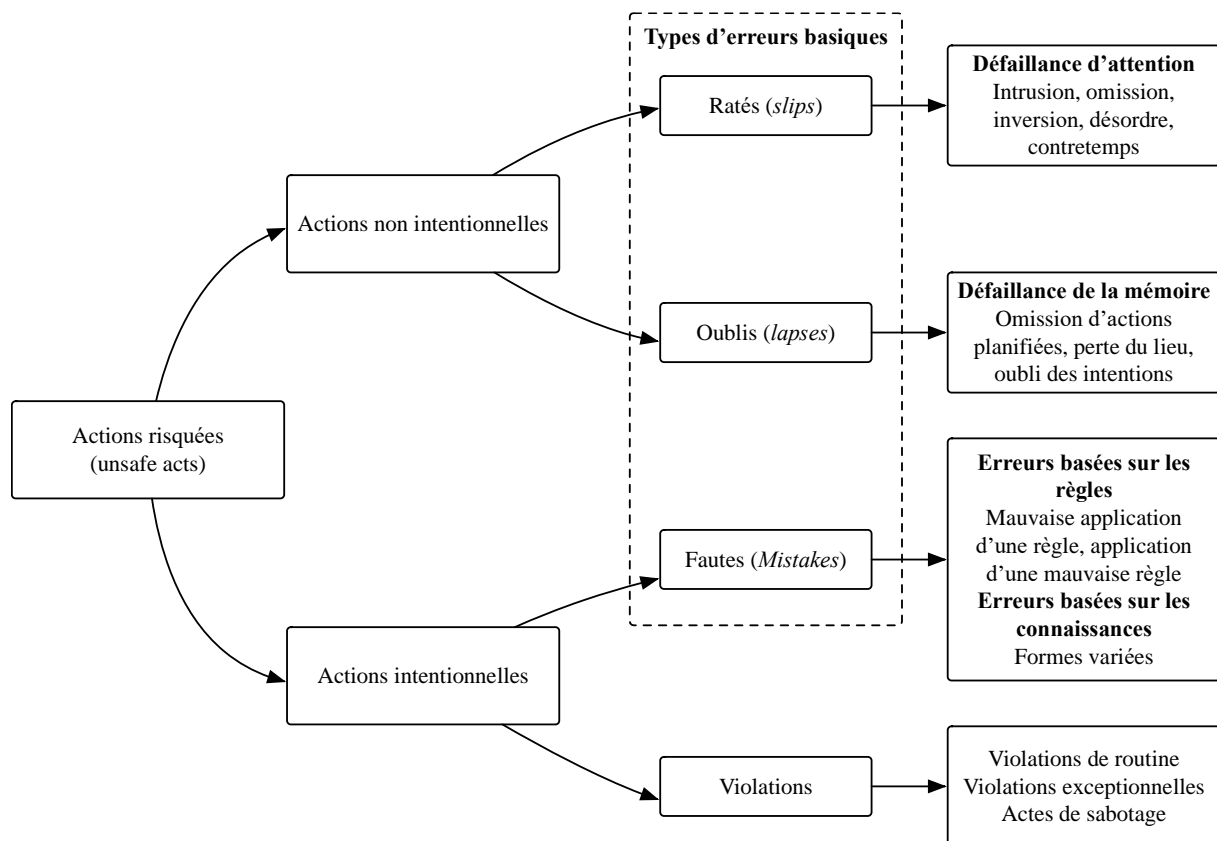 Types d’erreurs basiques
Ratés (slips)
Défaillance d'attention
Intrusion, omission,
inversion, désordre,
contretemps
Actions non intentionnelles
Oublis (lapses)
Défaillance de la mémoire
Omission d’actions
planifiées, perte du lieu,
oubli des intentions
Actions risquées
(unsafe acts)
Fautes (Mistakes)
Erreurs basées sur les
règles
Mauvaise application
d’une règle, application
d’une mauvaise règle
Erreurs basées sur les
connaissances
Formes variées
Actions intentionnelles
Violations
Violations de routine
Violations exceptionnelles
Actes de sabotage